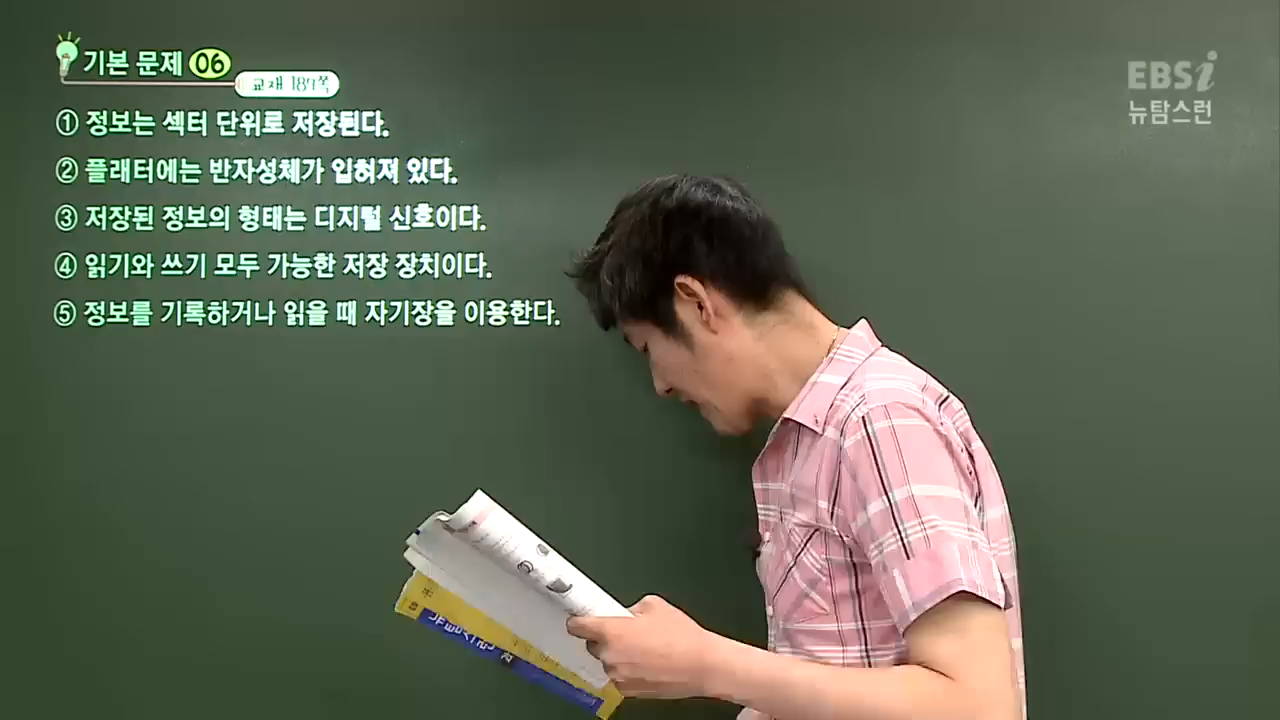 기본 문제 06
교재 187쪽
① 정보는 섹터 단위로 저장된다.
② 플래터에는 반자성체가 입혀져 있다.
③ 저장된 정보의 형태는 디지털 신호이다.
④ 읽기와 쓰기 모두 가능한 저장 장치이다.
⑤ 정보를 기록하거나 읽을 때 자기장을 이용한다.
EBSi
뉴탐스런
뉴탐스런